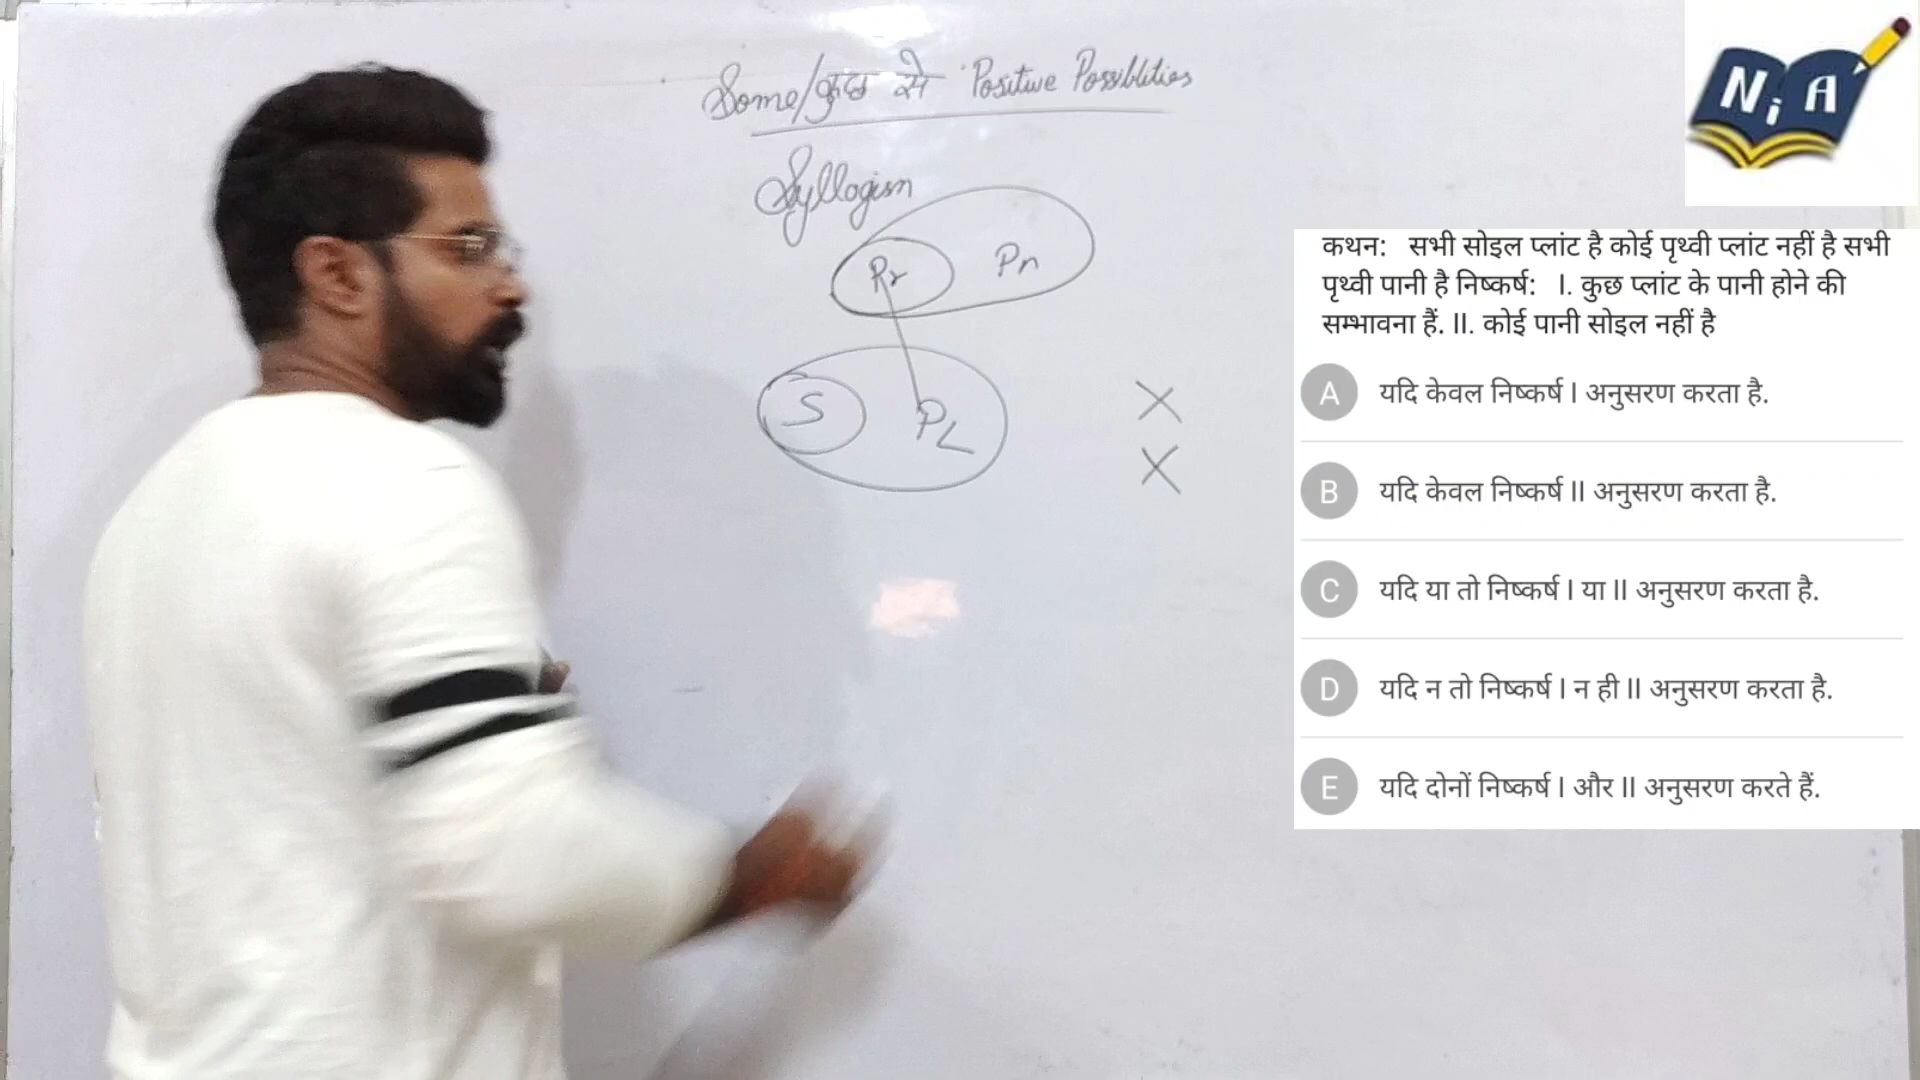 Some/कुछ से Positive Possiblities
Syllogism
Pr
Pn
S
PL
X
X
NiA
कथन: सभी सोइल प्लांट है कोई पृथ्वी प्लांट नहीं है सभी
पृथ्वी पानी है निष्कर्ष: I. कुछ प्लांट के पानी होने की
सम्भावना हैं. II. कोई पानी सोइल नहीं है
A यदि केवल निष्कर्ष I अनुसरण करता है.
B यदि केवल निष्कर्ष II अनुसरण करता है.
C यदि या तो निष्कर्ष I या II अनुसरण करता है.
D यदि न तो निष्कर्ष I न ही II अनुसरण करता है.
E यदि दोनों निष्कर्ष I और II अनुसरण करते हैं.